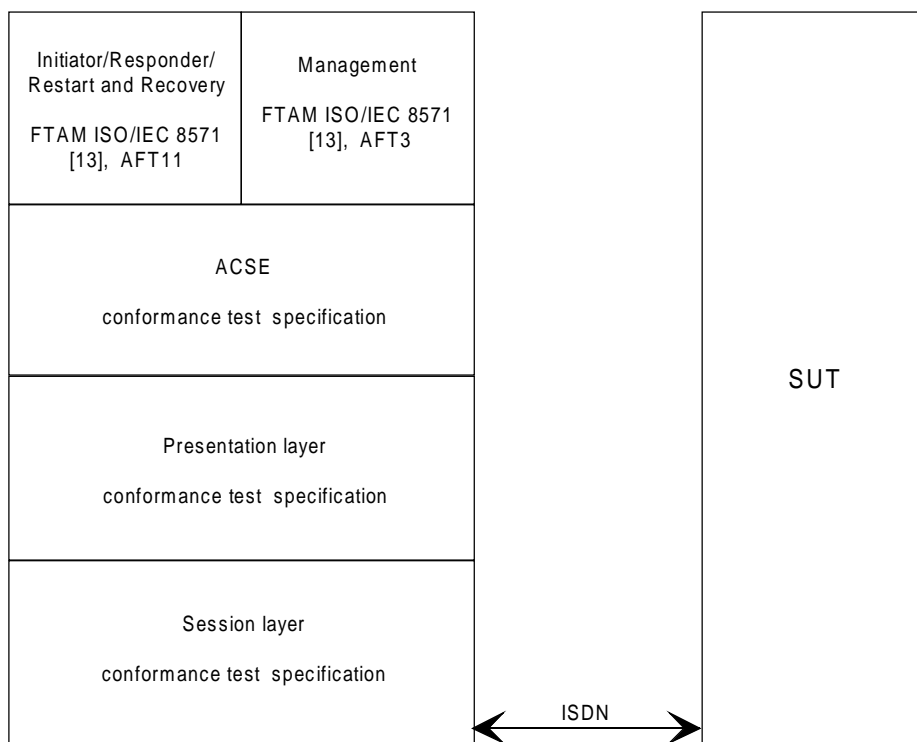 Initiator/Responder/
Restart and Recovery
FTAM ISO/IEC 8571
[13], AFT11
Management
FTAM ISO/IEC 8571
[13], AFT3
ACSE
conformance test specification
Presentation layer
conformance test specification
Session layer
conformance test specification
ISDN
SUT